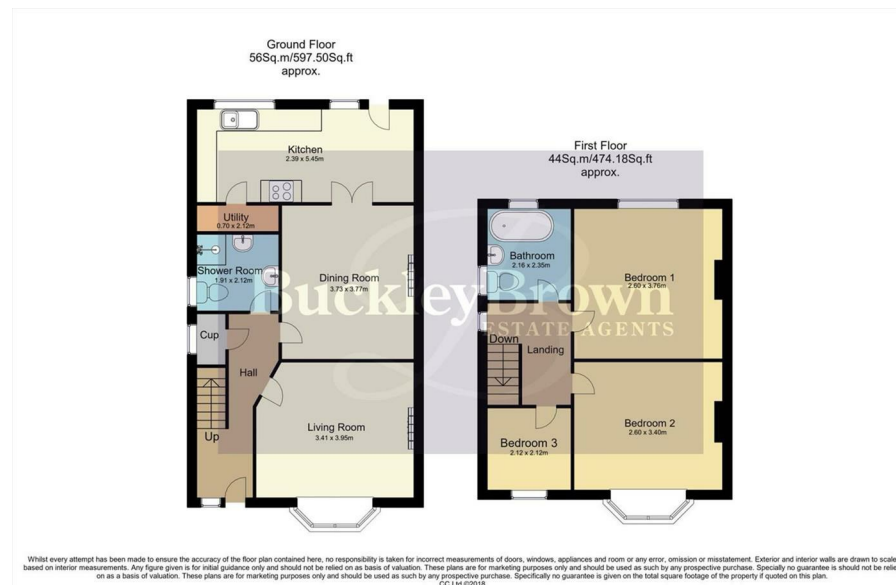 Ground Floor
56Sq.m/597.50Sq.ft
approx.
Kitchen
2.39 x 5.45m
First Floor
44Sq.m/474.18Sq.ft
approx.
Utility
0.70 x 2.12m
Shower Room
1.91 x 2.12m
Dining Room
3.73 x 3.77m
Bathroom
2.16 x 2.35m
Bedroom 1
2.60 x 3.76m
BuckleyBrown
ESTATE AGENTS
Cup
Hall
Down
Landing
Up
Living Room
3.41 x 3.95m
Bedroom 2
2.60 x 3.40m
Bedroom 3
2.12 x 2.12m
Whilst every attempt has been made to ensure the accuracy of the floor plan contained here, no responsibility is taken for incorrect measurements of doors, windows, appliances and room or any error, omission or misstatement. Exterior and interior walls are drawn to scale
based on interior measurements. Any figure given is for initial guidance only and should not be relied on as basis of valuation. These plans are for marketing purposes only and should be used as such by any prospective purchase. Specially no guarantee is should not be relie
on as a basis of valuation. These plans are for marketing purposes only and should be used as such by any prospective purchase. Specifically no guarantee is given on the total square footage of the property if quoted on this plan.
CC Ltd ©2018